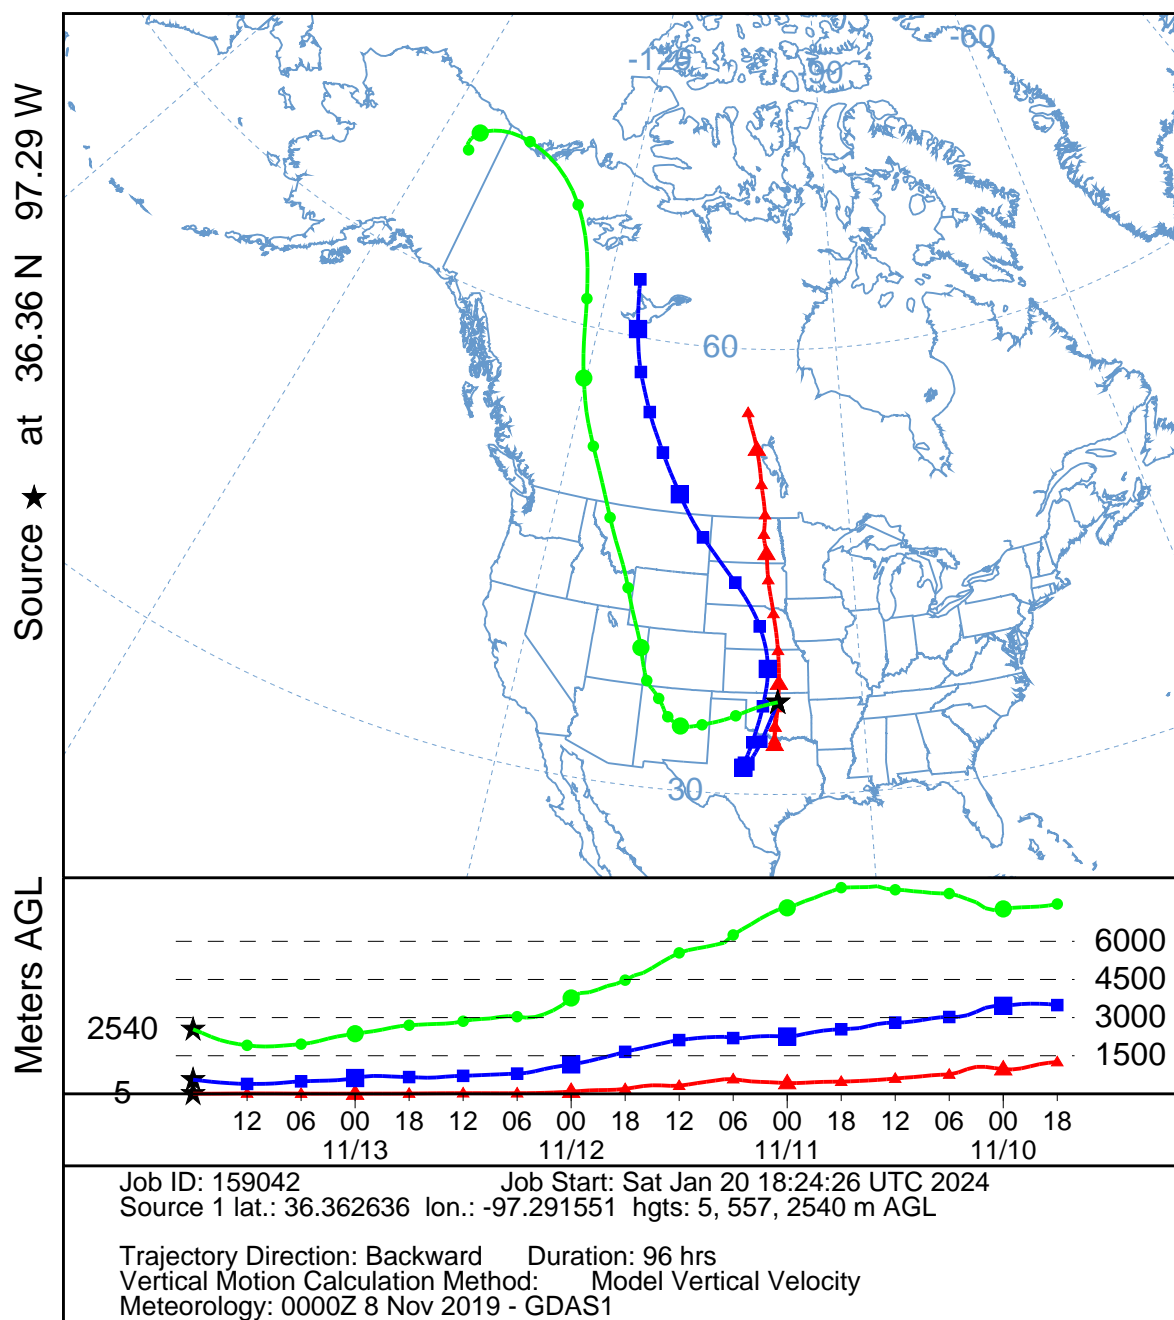 -120
-90
-60
60
30
Source ★ at 36.36 N 97.29 W
Meters AGL
2540
5
6000
4500
3000
1500
12 06 00 18 12 06 00 18 12 06 00 18 12 06 00 18
11/13 11/12 11/11 11/10
Job ID: 159042 Job Start: Sat Jan 20 18:24:26 UTC 2024
Source 1 lat.: 36.362636 lon.: -97.291551 hgts: 5, 557, 2540 m AGL
Trajectory Direction: Backward Duration: 96 hrs
Vertical Motion Calculation Method: Model Vertical Velocity
Meteorology: 0000Z 8 Nov 2019 - GDAS1